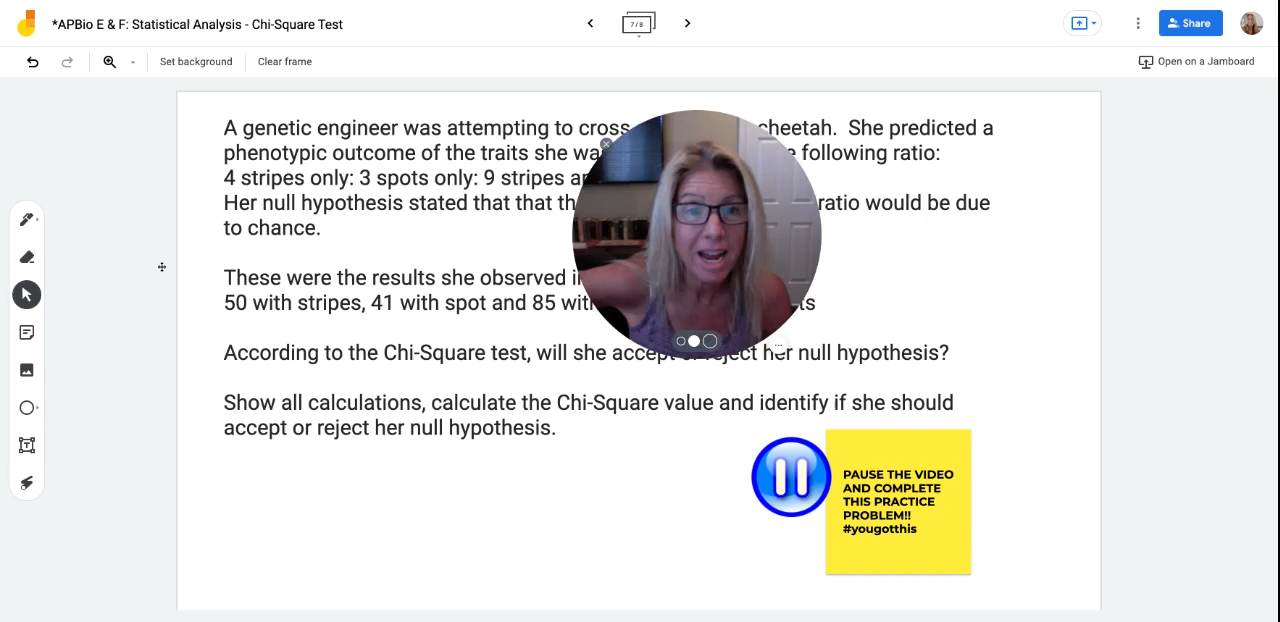 *APBio E & F: Statistical Analysis - Chi-Square Test
7/8
Share
Set background
Clear frame
Open on a Jamboard
A genetic engineer was attempting to cross cheetah. She predicted a
phenotypic outcome of the traits she following ratio:
4 stripes only: 3 spots only: 9 stripes
Her null hypothesis stated that that ratio would be due
to chance.
These were the results she observed
50 with stripes, 41 with spot and 85
According to the Chi-Square test, will she accept or reject her null hypothesis?
Show all calculations, calculate the Chi-Square value and identify if she should
accept or reject her null hypothesis.
PAUSE THE VIDEO
AND COMPLETE
THIS PRACTICE
PROBLEM!!
#yougotthis